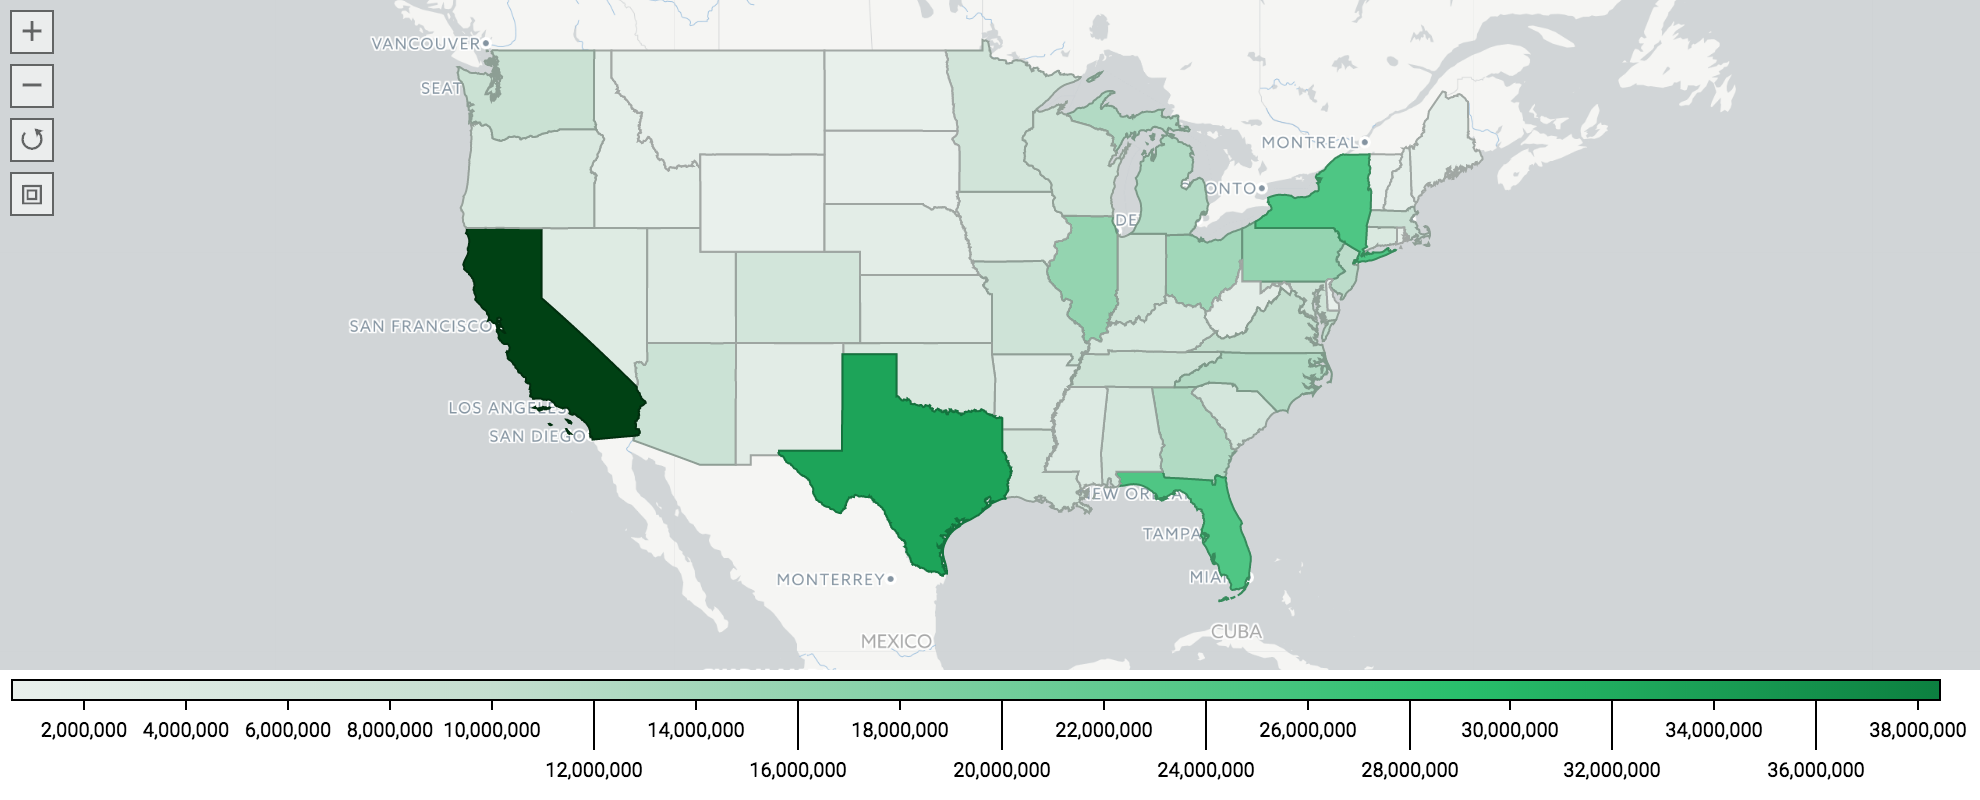 +
VANCOUVER
SEAT
−
MONTREAL
ONTO
DE
SAN FRANCISCO
LOS ANGELES
SAN DIEGO
EW ORLEA
TAMPA
MIA
MONTERREY
CUBA
MEXICO
2,000,000 4,000,000 6,000,000 8,000,000 10,000,000 14,000,000 18,000,000 22,000,000 26,000,000 30,000,000 34,000,000 38,000,000
12,000,000 16,000,000 20,000,000 24,000,000 28,000,000 32,000,000 36,000,000